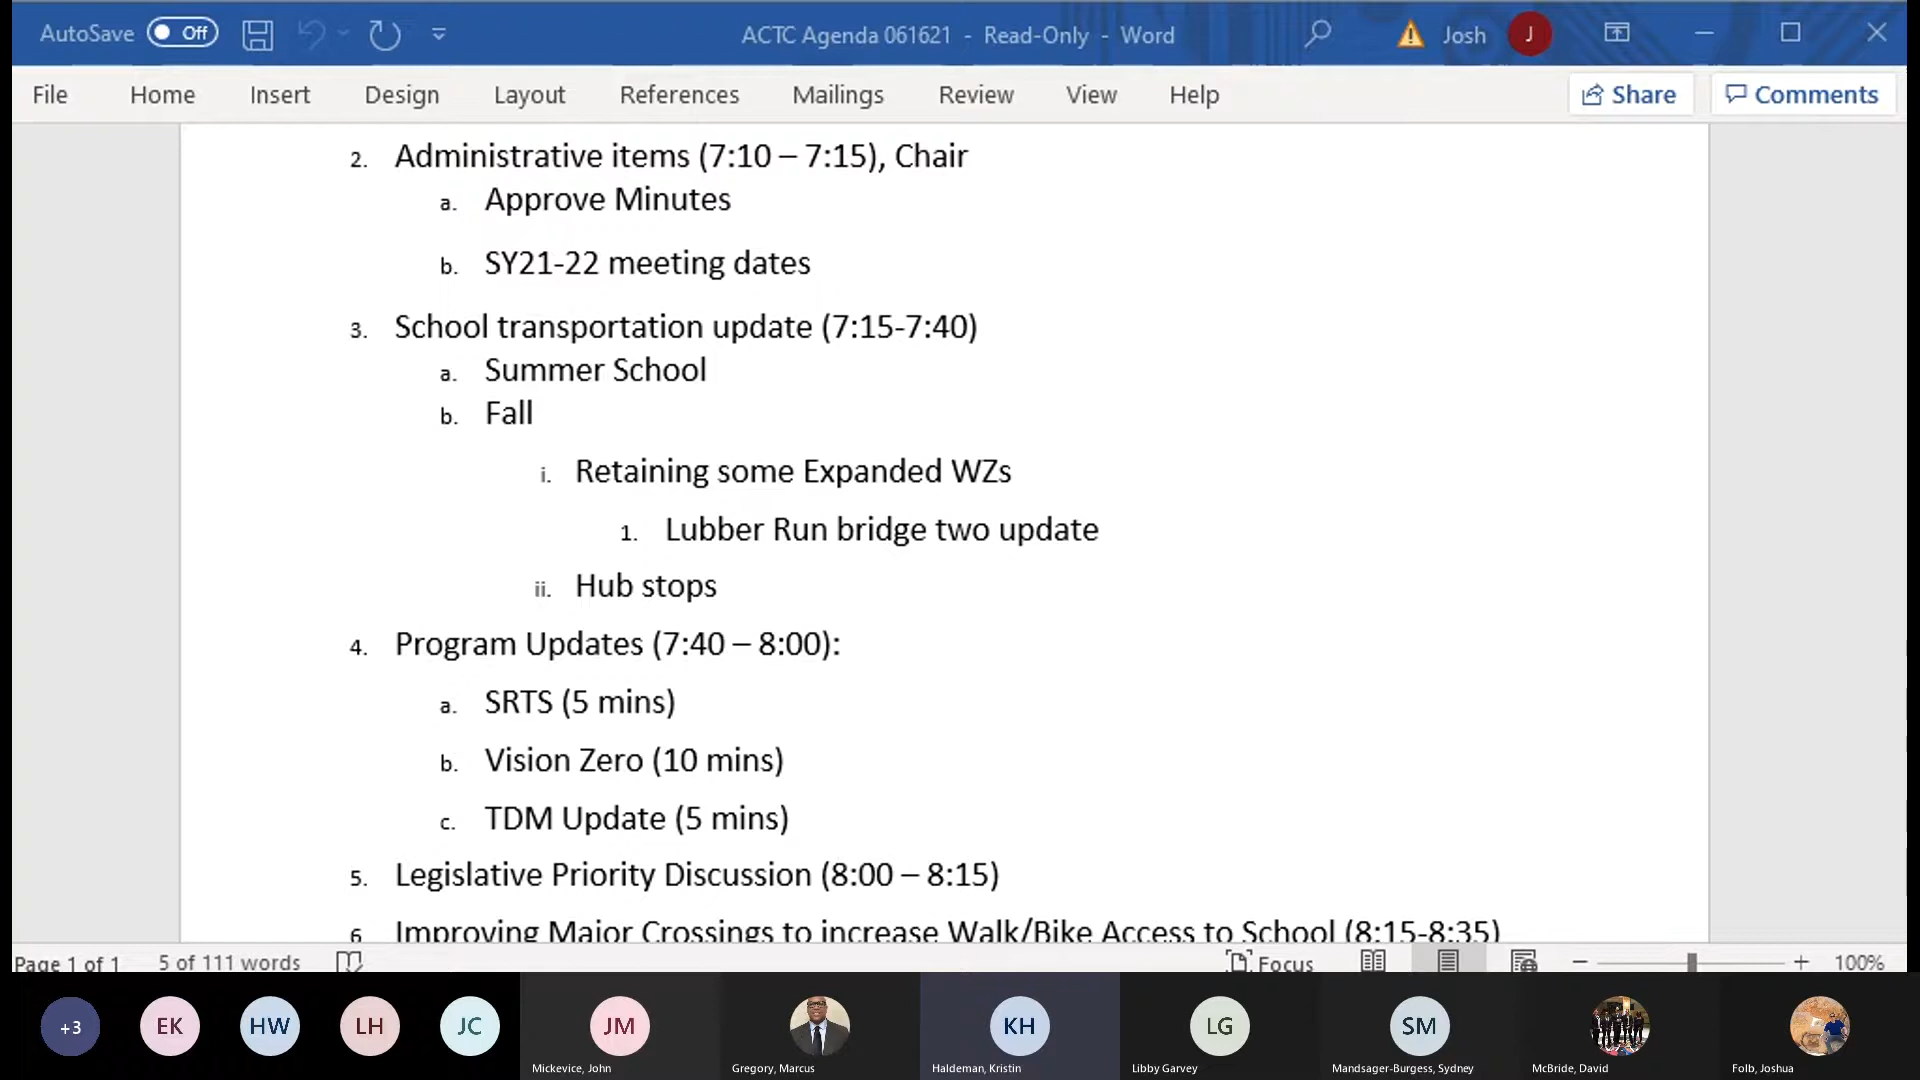 AutoSave Off ACTC Agenda 061621 - Read-Only - Word Josh J
File Home Insert Design Layout References Mailings Review View Help Share Comments
2. Administrative items (7:10 – 7:15), Chair
a. Approve Minutes
b. SY21-22 meeting dates
3. School transportation update (7:15-7:40)
a. Summer School
b. Fall
i. Retaining some Expanded WZs
1. Lubber Run bridge two update
ii. Hub stops
4. Program Updates (7:40 – 8:00):
a. SRTS (5 mins)
b. Vision Zero (10 mins)
c. TDM Update (5 mins)
5. Legislative Priority Discussion (8:00 – 8:15)
6 Improving Major Crossings to increase Walk/Bike Access to School (8:15-8:35)
Page 1 of 1 5 of 111 words Focus 100%
+3 EK HW LH JC JM KH LG SM
Mickevice, John Gregory, Marcus Haldeman, Kristin Libby Garvey Mandsager-Burgess, Sydney McBride, David Folb, Joshua